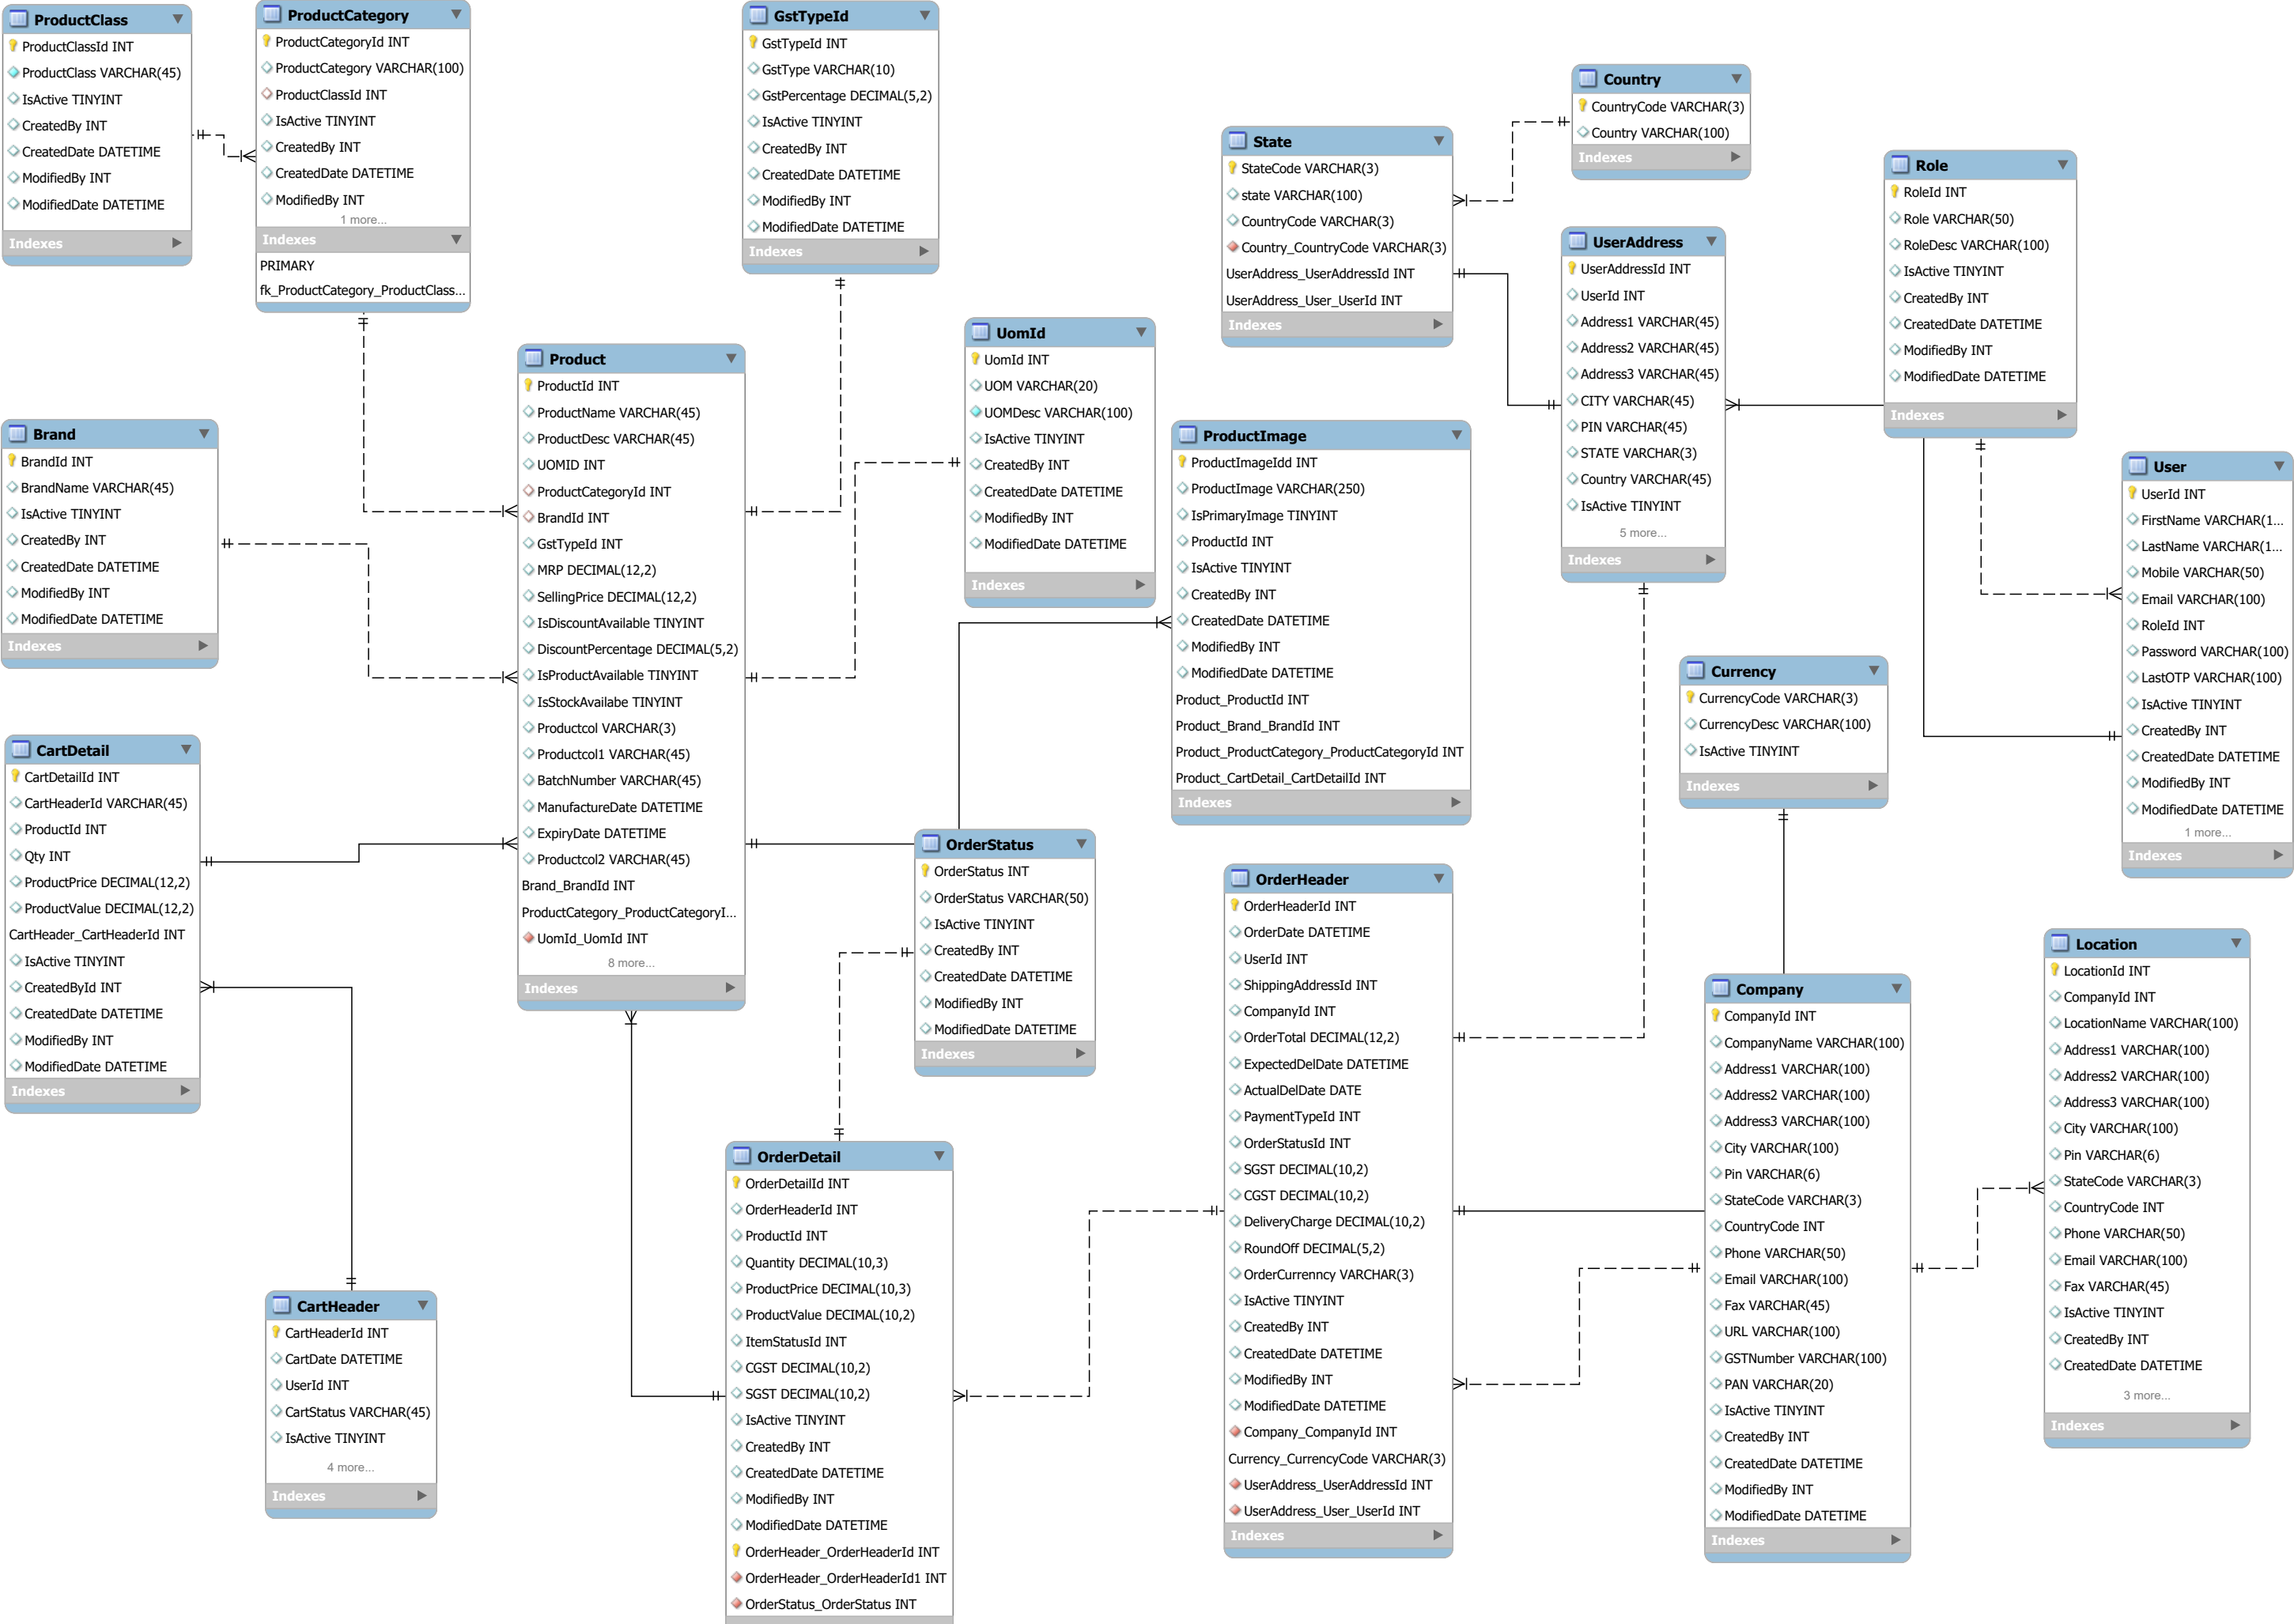 ProductClass
ProductClassId INT
ProductClass VARCHAR(45)
IsActive TINYINT
CreatedBy INT
CreatedDate DATETIME
ModifiedBy INT
ModifiedDate DATETIME
Indexes
ProductCategory
ProductCategoryId INT
ProductCategory VARCHAR(100)
ProductClassId INT
IsActive TINYINT
CreatedBy INT
CreatedDate DATETIME
ModifiedBy INT
1 more...
Indexes
PRIMARY
fk_ProductCategory_ProductClass...
GstTypeId
GstTypeId INT
GstType VARCHAR(10)
GstPercentage DECIMAL(5,2)
IsActive TINYINT
CreatedBy INT
CreatedDate DATETIME
ModifiedBy INT
ModifiedDate DATETIME
Indexes
Country
CountryCode VARCHAR(3)
Country VARCHAR(100)
Indexes
State
StateCode VARCHAR(3)
state VARCHAR(100)
CountryCode VARCHAR(3)
Country_CountryCode VARCHAR(3)
UserAddress_UserAddressId INT
UserAddress_User_UserId INT
Indexes
Role
RoleId INT
Role VARCHAR(50)
RoleDesc VARCHAR(100)
IsActive TINYINT
CreatedBy INT
CreatedDate DATETIME
ModifiedBy INT
ModifiedDate DATETIME
Indexes
UserAddress
UserAddressId INT
UserId INT
Address1 VARCHAR(45)
Address2 VARCHAR(45)
Address3 VARCHAR(45)
CITY VARCHAR(45)
PIN VARCHAR(45)
STATE VARCHAR(3)
Country VARCHAR(45)
IsActive TINYINT
5 more...
Indexes
UomId
UomId INT
UOM VARCHAR(20)
UOMDesc VARCHAR(100)
IsActive TINYINT
CreatedBy INT
CreatedDate DATETIME
ModifiedBy INT
ModifiedDate DATETIME
Indexes
Product
ProductId INT
ProductName VARCHAR(45)
ProductDesc VARCHAR(45)
UOMID INT
ProductCategoryId INT
BrandId INT
GstTypeId INT
MRP DECIMAL(12,2)
SellingPrice DECIMAL(12,2)
IsDiscountAvailable TINYINT
DiscountPercentage DECIMAL(5,2)
IsProductAvailable TINYINT
IsStockAvailabe TINYINT
Productcol VARCHAR(3)
Productcol1 VARCHAR(45)
BatchNumber VARCHAR(45)
ManufactureDate DATETIME
ExpiryDate DATETIME
Productcol2 VARCHAR(45)
Brand_BrandId INT
ProductCategory_ProductCategoryI...
UomId_UomId INT
8 more...
Indexes
Brand
BrandId INT
BrandName VARCHAR(45)
IsActive TINYINT
CreatedBy INT
CreatedDate DATETIME
ModifiedBy INT
ModifiedDate DATETIME
Indexes
ProductImage
ProductImageIdd INT
ProductImage VARCHAR(250)
IsPrimaryImage TINYINT
ProductId INT
IsActive TINYINT
CreatedBy INT
CreatedDate DATETIME
ModifiedBy INT
ModifiedDate DATETIME
Product_ProductId INT
Product_Brand_BrandId INT
Product_ProductCategory_ProductCategoryId INT
Product_CartDetail_CartDetailId INT
Indexes
User
UserId INT
FirstName VARCHAR(1...
LastName VARCHAR(1...
Mobile VARCHAR(50)
Email VARCHAR(100)
RoleId INT
Password VARCHAR(100)
LastOTP VARCHAR(100)
IsActive TINYINT
CreatedBy INT
CreatedDate DATETIME
ModifiedBy INT
ModifiedDate DATETIME
1 more...
Indexes
Currency
CurrencyCode VARCHAR(3)
CurrencyDesc VARCHAR(100)
IsActive TINYINT
Indexes
CartDetail
CartDetailId INT
CartHeaderId VARCHAR(45)
ProductId INT
Qty INT
ProductPrice DECIMAL(12,2)
ProductValue DECIMAL(12,2)
CartHeader_CartHeaderId INT
IsActive TINYINT
CreatedById INT
CreatedDate DATETIME
ModifiedBy INT
ModifiedDate DATETIME
Indexes
OrderStatus
OrderStatus INT
OrderStatus VARCHAR(50)
IsActive TINYINT
CreatedBy INT
CreatedDate DATETIME
ModifiedBy INT
ModifiedDate DATETIME
Indexes
OrderHeader
OrderHeaderId INT
OrderDate DATETIME
UserId INT
ShippingAddressId INT
CompanyId INT
OrderTotal DECIMAL(12,2)
ExpectedDelDate DATETIME
ActualDelDate DATE
PaymentTypeId INT
OrderStatusId INT
SGST DECIMAL(10,2)
CGST DECIMAL(10,2)
DeliveryCharge DECIMAL(10,2)
RoundOff DECIMAL(5,2)
OrderCurrenncy VARCHAR(3)
IsActive TINYINT
CreatedBy INT
CreatedDate DATETIME
ModifiedBy INT
ModifiedDate DATETIME
Company_CompanyId INT
Currency_CurrencyCode VARCHAR(3)
UserAddress_UserAddressId INT
UserAddress_User_UserId INT
Indexes
Location
LocationId INT
CompanyId INT
LocationName VARCHAR(100)
Address1 VARCHAR(100)
Address2 VARCHAR(100)
Address3 VARCHAR(100)
City VARCHAR(100)
Pin VARCHAR(6)
StateCode VARCHAR(3)
CountryCode INT
Phone VARCHAR(50)
Email VARCHAR(100)
Fax VARCHAR(45)
IsActive TINYINT
CreatedBy INT
CreatedDate DATETIME
3 more...
Indexes
Company
CompanyId INT
CompanyName VARCHAR(100)
Address1 VARCHAR(100)
Address2 VARCHAR(100)
Address3 VARCHAR(100)
City VARCHAR(100)
Pin VARCHAR(6)
StateCode VARCHAR(3)
CountryCode INT
Phone VARCHAR(50)
Email VARCHAR(100)
Fax VARCHAR(45)
URL VARCHAR(100)
GSTNumber VARCHAR(100)
PAN VARCHAR(20)
IsActive TINYINT
CreatedBy INT
CreatedDate DATETIME
ModifiedBy INT
ModifiedDate DATETIME
Indexes
OrderDetail
OrderDetailId INT
OrderHeaderId INT
ProductId INT
Quantity DECIMAL(10,3)
ProductPrice DECIMAL(10,3)
ProductValue DECIMAL(10,2)
ItemStatusId INT
CGST DECIMAL(10,2)
SGST DECIMAL(10,2)
IsActive TINYINT
CreatedBy INT
CreatedDate DATETIME
ModifiedBy INT
ModifiedDate DATETIME
OrderHeader_OrderHeaderId INT
OrderHeader_OrderHeaderId1 INT
OrderStatus_OrderStatus INT
CartHeader
CartHeaderId INT
CartDate DATETIME
UserId INT
CartStatus VARCHAR(45)
IsActive TINYINT
4 more...
Indexes